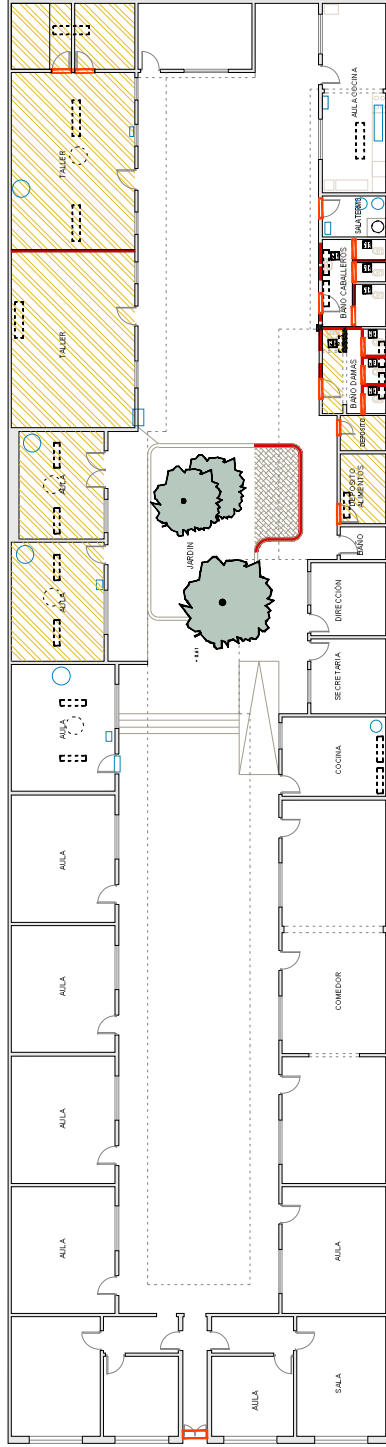 AULA COCINA
TALLER
SALA TERMO
BAÑO CABALLEROS
TALLER
BAÑO DAMAS
DEPOSITO
AULA
DEPOSITO
ALIMENTOS
BAÑO
JARDIN
AULA
DIRECCIÓN
SECRETARIA
AULA
COCINA
AULA
AULA
COMEDOR
AULA
AULA
AULA
AULA
SALA